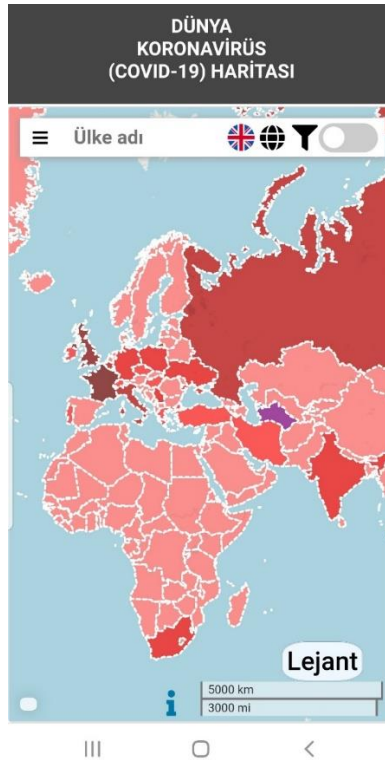 DÜNYA
KORONAVİRÜS
(COVID-19) HARİTASI
Ülke adı
Lejant
5000 km
3000 mi